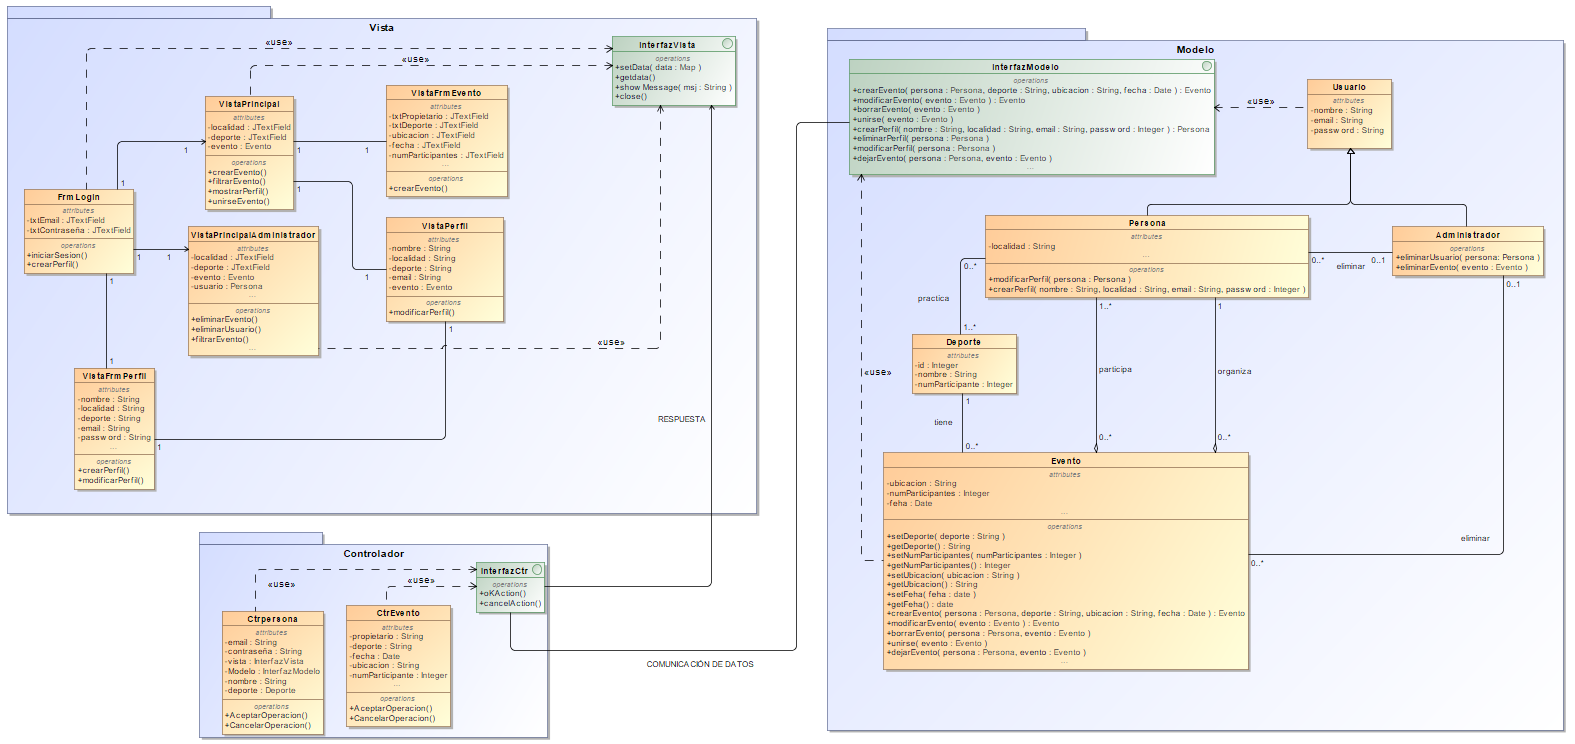 Vista
«use»
«use»
InterfazVista
operations
+setData( data : Map )
+getdata()
+show Message( msj : String )
+close()
VistaPrincipal
attributes
-localidad : JTextField
-deporte : JTextField
-evento : Evento
operations
+crearEvento()
+filtrarEvento()
+mostrarPerfil()
+unirseEvento()
VistaFrmEvento
attributes
-txtPropietario : JTextField
-txtDeporte : JTextField
-ubicacion : JTextField
-fecha : JTextField
-numParticipantes : JTextField
...
operations
+crearEvento()
1
1
1
1
1
1
FrmLogin
attributes
-txtEmail : JTextField
-txtContraseña : JTextField
operations
+iniciarSesion()
+crearPerfil()
1
1
1
1
VistaPrincipalAdministrador
attributes
-localidad : JTextField
-deporte : JTextField
-evento : Evento
-usuario : Persona
...
operations
+eliminarEvento()
+eliminarUsuario()
+filtrarEvento()
...
«use»
VistaPerfil
attributes
-nombre : String
-localidad : String
-deporte : String
-email : String
-evento : Evento
operations
+modificarPerfil()
1
1
VistaFrmPerfil
attributes
-nombre : String
-localidad : String
-deporte : String
-email : String
-passw ord : String
...
operations
+crearPerfil()
+modificarPerfil()
RESPUESTA
Controlador
«use»
«use»
InterfazCtr
operations
+oKAction()
+cancelAction()
Ctrpersona
attributes
-email : String
-contraseña : String
-vista : InterfazVista
-Modelo : InterfazModelo
-nombre : String
-deporte : Deporte
operations
+AceptarOperacion()
+CancelarOperacion()
CtrEvento
attributes
-propietario : String
-deporte : String
-fecha : Date
-ubicacion : String
-numParticipante : Integer
...
operations
+AceptarOperacion()
+CancelarOperacion()
COMUNICACIÓN DE DATOS
Modelo
InterfazModelo
operations
+crearEvento( persona : Persona, deporte : String, ubicacion : String, fecha : Date ) : Evento
+modificarEvento( evento : Evento ) : Evento
+borrarEvento( evento : Evento )
+unirse( evento : Evento )
+crearPerfil( nombre : String, localidad : String, email : String, passw ord : Integer ) : Persona
+eliminarPerfil( persona : Persona )
+modificarPerfil( persona : Persona )
+dejarEvento( persona : Persona, evento : Evento )
...
«use»
Usuario
attributes
-nombre : String
-email : String
-passw ord : String
Persona
attributes
-localidad : String
...
operations
+modificarPerfil( persona : Persona )
+crearPerfil( nombre : String, localidad : String, email : String, passw ord : Integer )
0..*
0..1
eliminar
Administrador
operations
+eliminarUsuario( persona: Persona )
+eliminarEvento( evento : Evento )
0..1
0..*
practica
1..*
1..*
1
Deporte
attributes
-id : Integer
-nombre : String
-numParticipante : Integer
«use»
participa
organiza
1
tiene
0..*
0..*
0..*
eliminar
0..*
Evento
attributes
-ubicacion : String
-numParticipantes : Integer
-feha : Date
...
operations
+setDeporte( deporte : String )
+getDeporte() : String
+setNumParticipantes( numParticipantes : Integer )
+getNumParticipantes() : Integer
+setUbicacion( ubicacion : String )
+getUbicacion() : String
+setFeha( feha : date )
+getFeha() : date
+crearEvento( persona : Persona, deporte : String, ubicacion : String, fecha : Date ) : Evento
+modificarEvento( evento : Evento ) : Evento
+borrarEvento( persona : Persona, evento : Evento )
+unirse( evento : Evento )
+dejarEvento( persona : Persona, evento : Evento )
...